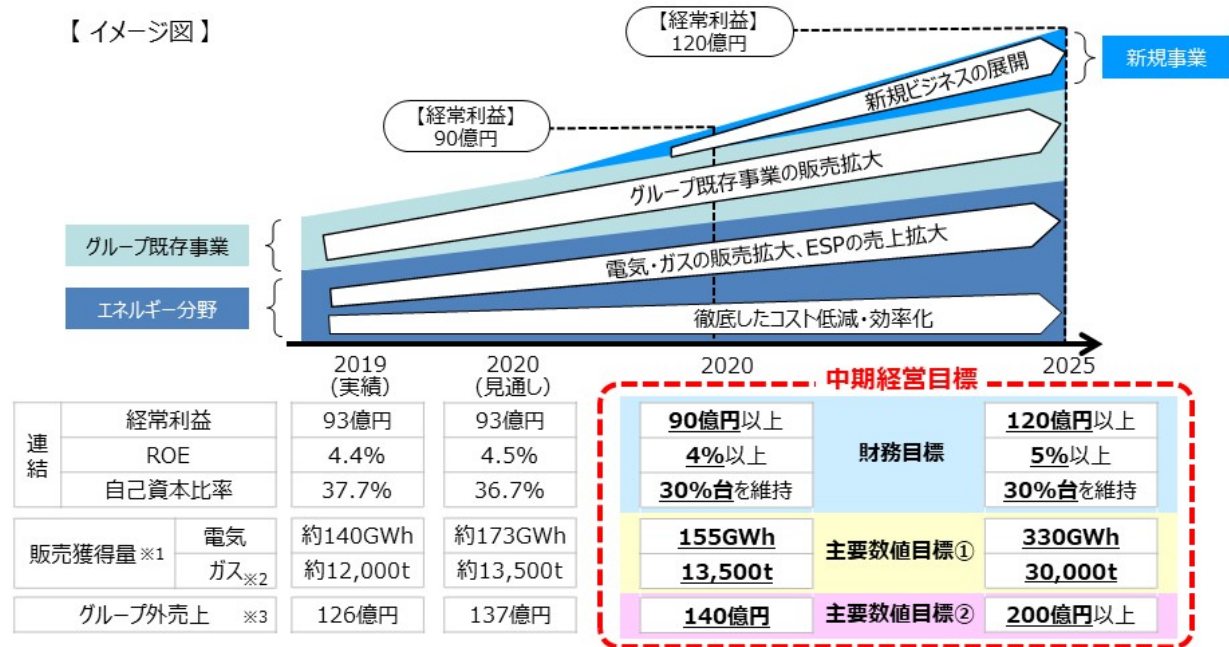 【 イメージ図 】
【経常利益】
120億円
新規事業
新規ビジネスの展開
【経常利益】
90億円
グループ既存事業の販売拡大
グループ既存事業
電気・ガスの販売拡大、ESPの売上拡大
エネルギー分野
徹底したコスト低減・効率化
2019 2020 2020 2025
(実績) (見通し)
中期経営目標
連結 経常利益 93億円 93億円 90億円以上 120億円以上
ROE 4.4% 4.5% 4%以上 財務目標 5%以上
自己資本比率 37.7% 36.7% 30%台を維持 30%台を維持
販売獲得量 ※1 電気 約140GWh 約173GWh 155GWh 主要数値目標① 330GWh
ガス※2 約12,000t 約13,500t 13,500t 30,000t
グループ外売上 ※3 126億円 137億円 140億円 主要数値目標② 200億円以上